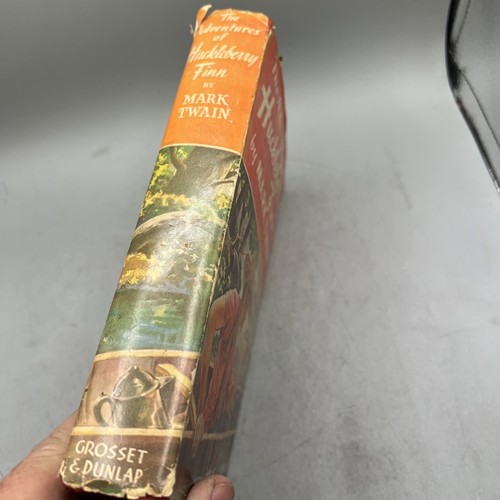 The
Adventures
of
Huckleberry
Finn
BY
MARK
TWAIN
GROSSET
& DUNLAP